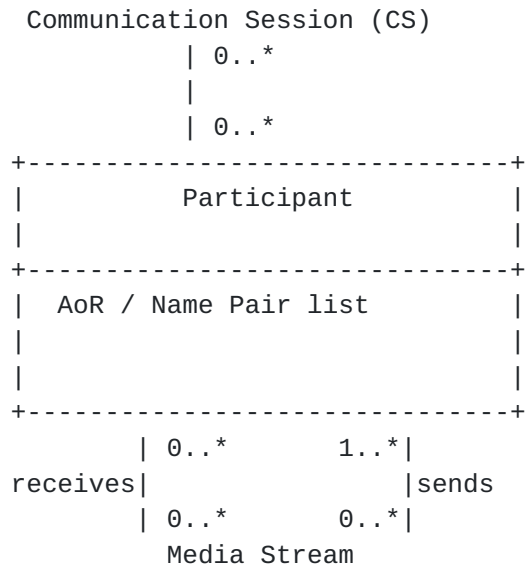 Communication Session (CS)
| 0..*
|
| 0..*
+-------------------------------+
| Participant |
| |
+-------------------------------+
| AoR / Name Pair list |
| |
| |
+-------------------------------+
| 0..* 1..*|
receives| |sends
| 0..* 0..*|
Media Stream